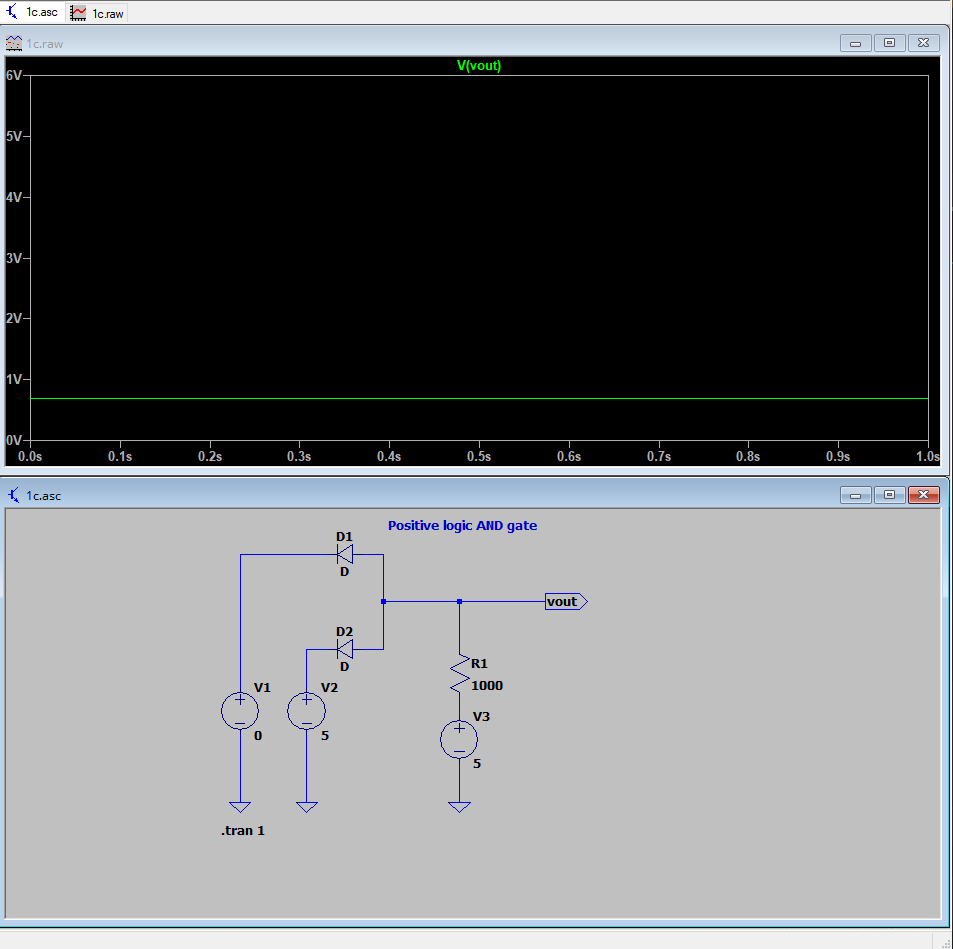 1c.asc
1c.raw
1c.raw
V(vout)
6V
5V
4V
3V
2V
1V
0V
0.0s 0.1s 0.2s 0.3s 0.4s 0.5s 0.6s 0.7s 0.8s 0.9s 1.0s
1c.asc
Positive logic AND gate
D1
D
vout
D2
D
R1
1000
V1
0
V2
5
V3
5
.tran 1